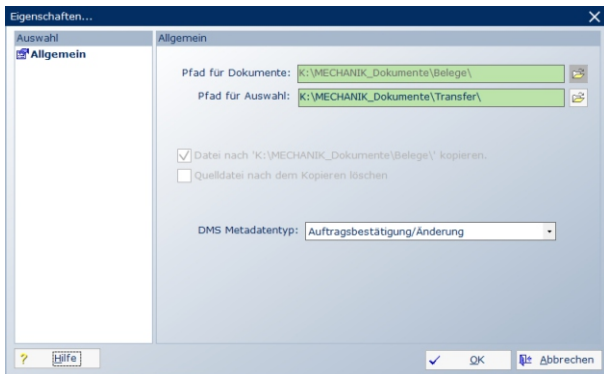 Eigenschaften...
Auswahl
Allgemein
Allgemein
Pfad für Dokumente: K:\MECHANIK_Dokumente\Belege\
Pfad für Auswahl: K:\MECHANIK_Dokumente\Transfer\
Datei nach 'K:\MECHANIK_Dokumente\Belege\' kopieren.
Quelldatei nach dem Kopieren löschen
DMS Metadatentyp: Auftragsbestätigung/Änderung
? Hilfe
OK
Abbrechen